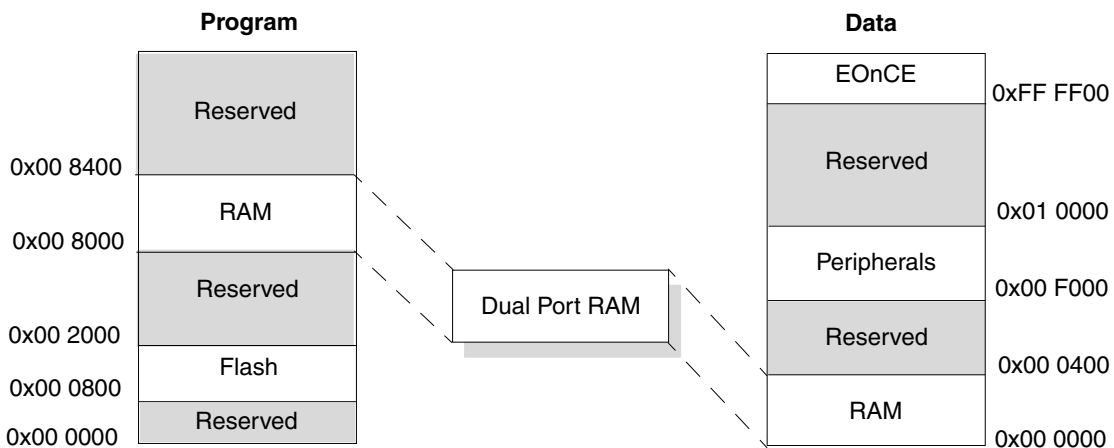 Program
Reserved
0x00 8400
RAM
0x00 8000
Reserved
0x00 2000
Flash
0x00 0800
Reserved
0x00 0000
Dual Port RAM
Data
EOnCE
0xFF FF00
Reserved
0x01 0000
Peripherals
0x00 F000
Reserved
0x00 0400
RAM
0x00 0000